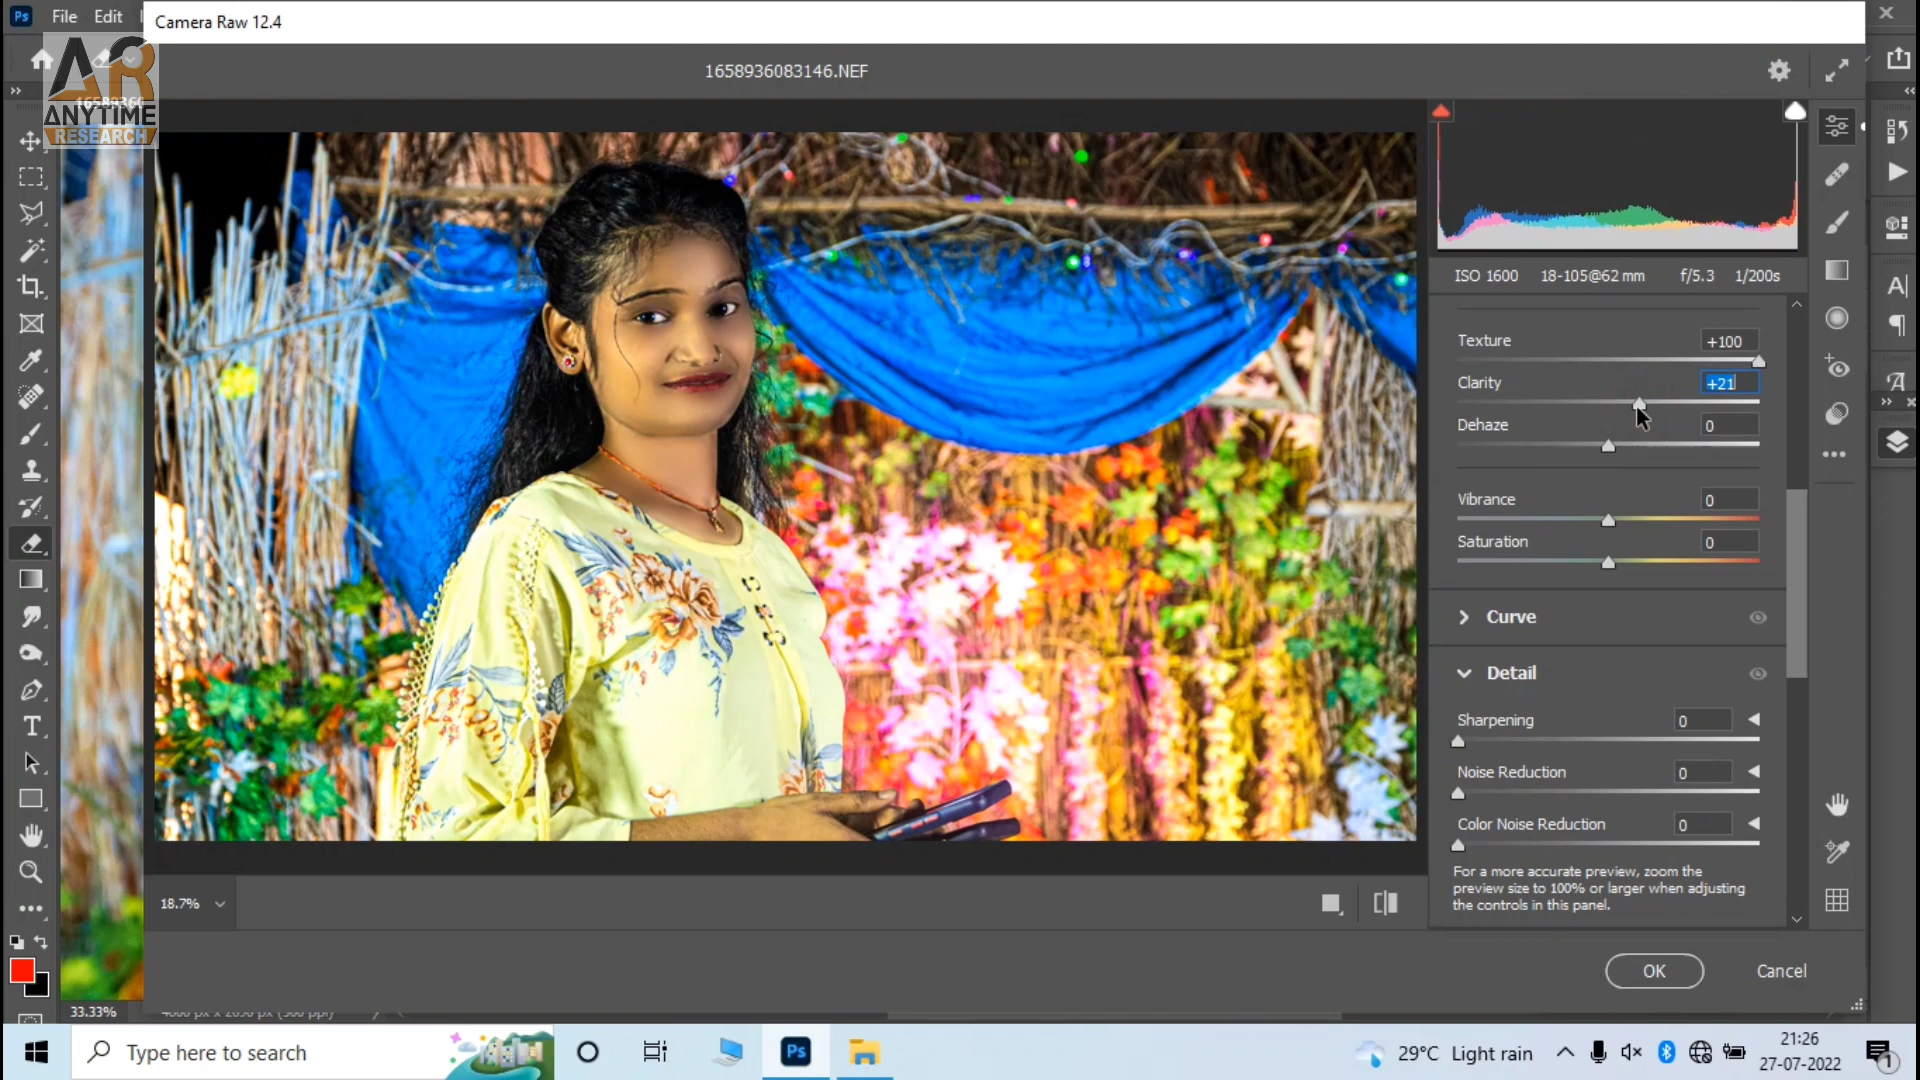 Ps File Edit
Camera Raw 12.4
AR
ANYTIME
RESEARCH
1658936083146.NEF
ISO 1600 18-105@62 mm f/5.3 1/200s
Texture +100
Clarity +21
Dehaze 0
Vibrance 0
Saturation 0
Curve
Detail
Sharpening 0
Noise Reduction 0
Color Noise Reduction 0
For a more accurate preview, zoom the
preview size to 100% or larger when adjusting
the controls in this panel.
18.7%
OK Cancel
33.33%
Type here to search
Ps
29°C Light rain
21:26
27-07-2022
1